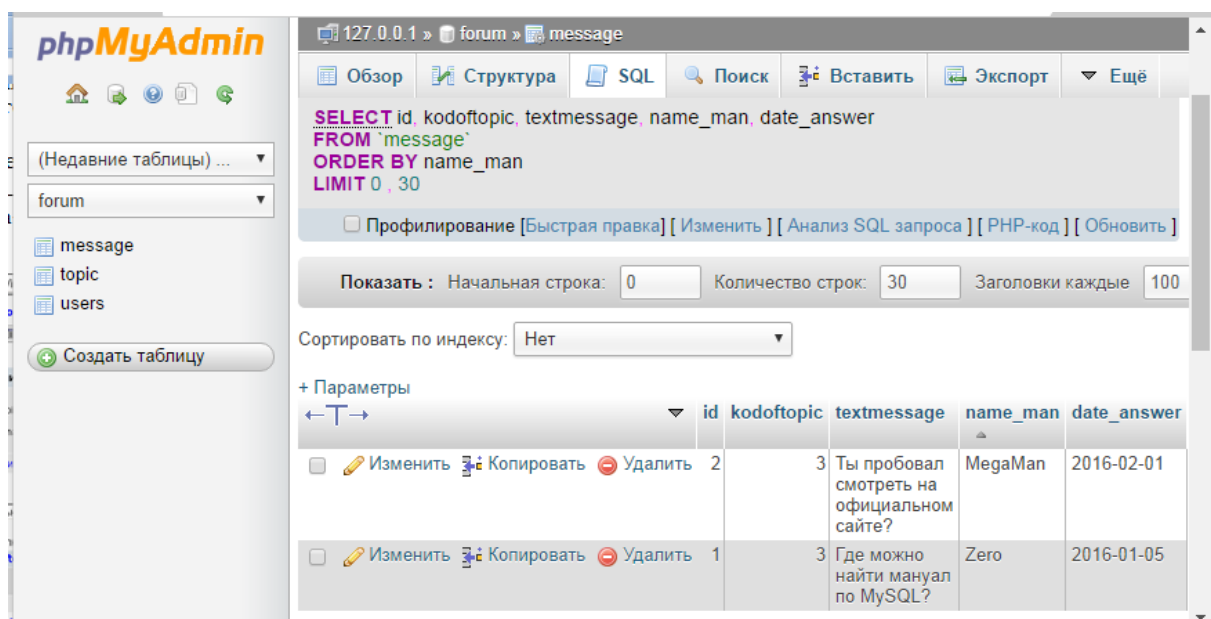 phpMyAdmin
(Недавние таблицы) ...
forum
message
topic
users
Создать таблицу
127.0.0.1 » forum » message
Обзор Структура SQL Поиск Вставить Экспорт Ещё
SELECT id, kodoftopic, textmessage, name_man, date_answer
FROM `message`
ORDER BY name_man
LIMIT 0 , 30
Профилирование [Быстрая правка] [ Изменить ] [ Анализ SQL запроса ] [ PHP-код ] [ Обновить ]
Показать : Начальная строка: 0 Количество строк: 30 Заголовки каждые 100
Сортировать по индексу: Нет
+ Параметры
←T→ id kodoftopic textmessage name_man date_answer
Изменить Копировать Удалить 2 3 Ты пробовал MegaMan 2016-02-01
смотреть на
официальном
сайте?
Изменить Копировать Удалить 1 3 Где можно Zero 2016-01-05
найти мануал
по MySQL?